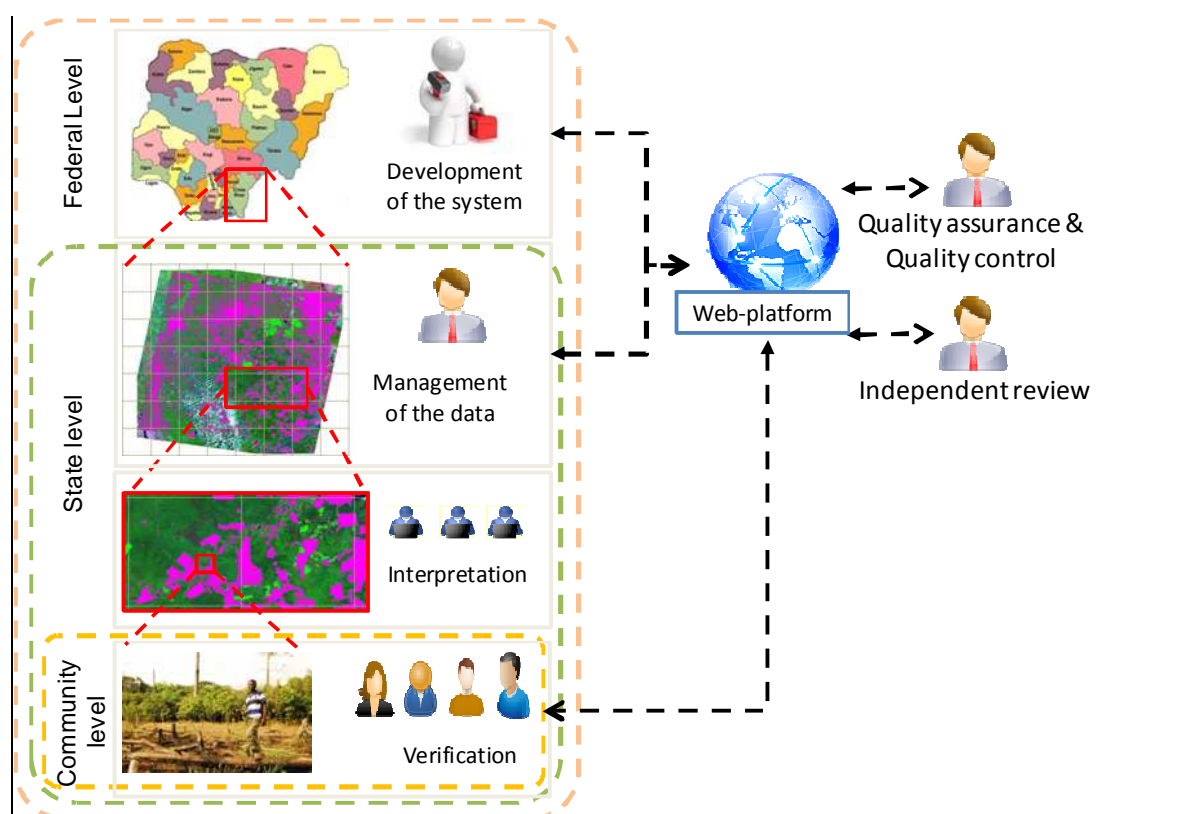 Federal Level
Development
of the system
State level
Management
of the data
Interpretation
Community
level
Verification
Web-platform
Quality assurance &
Quality control
Independent review